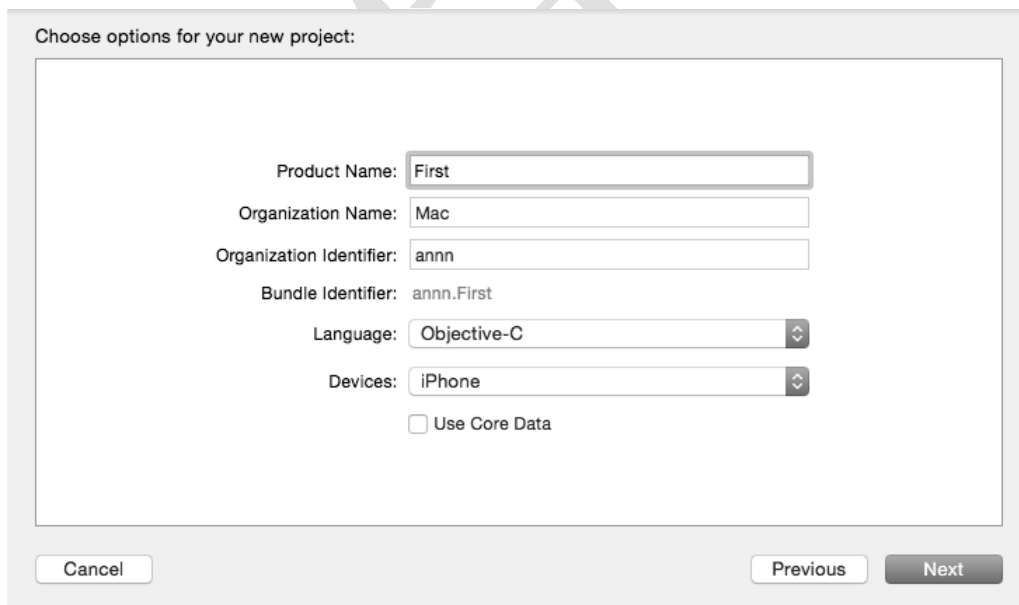 Choose options for your new project:
Product Name: First
Organization Name: Mac
Organization Identifier: annn
Bundle Identifier: annn.First
Language: Objective-C
Devices: iPhone
Use Core Data
Cancel Previous Next